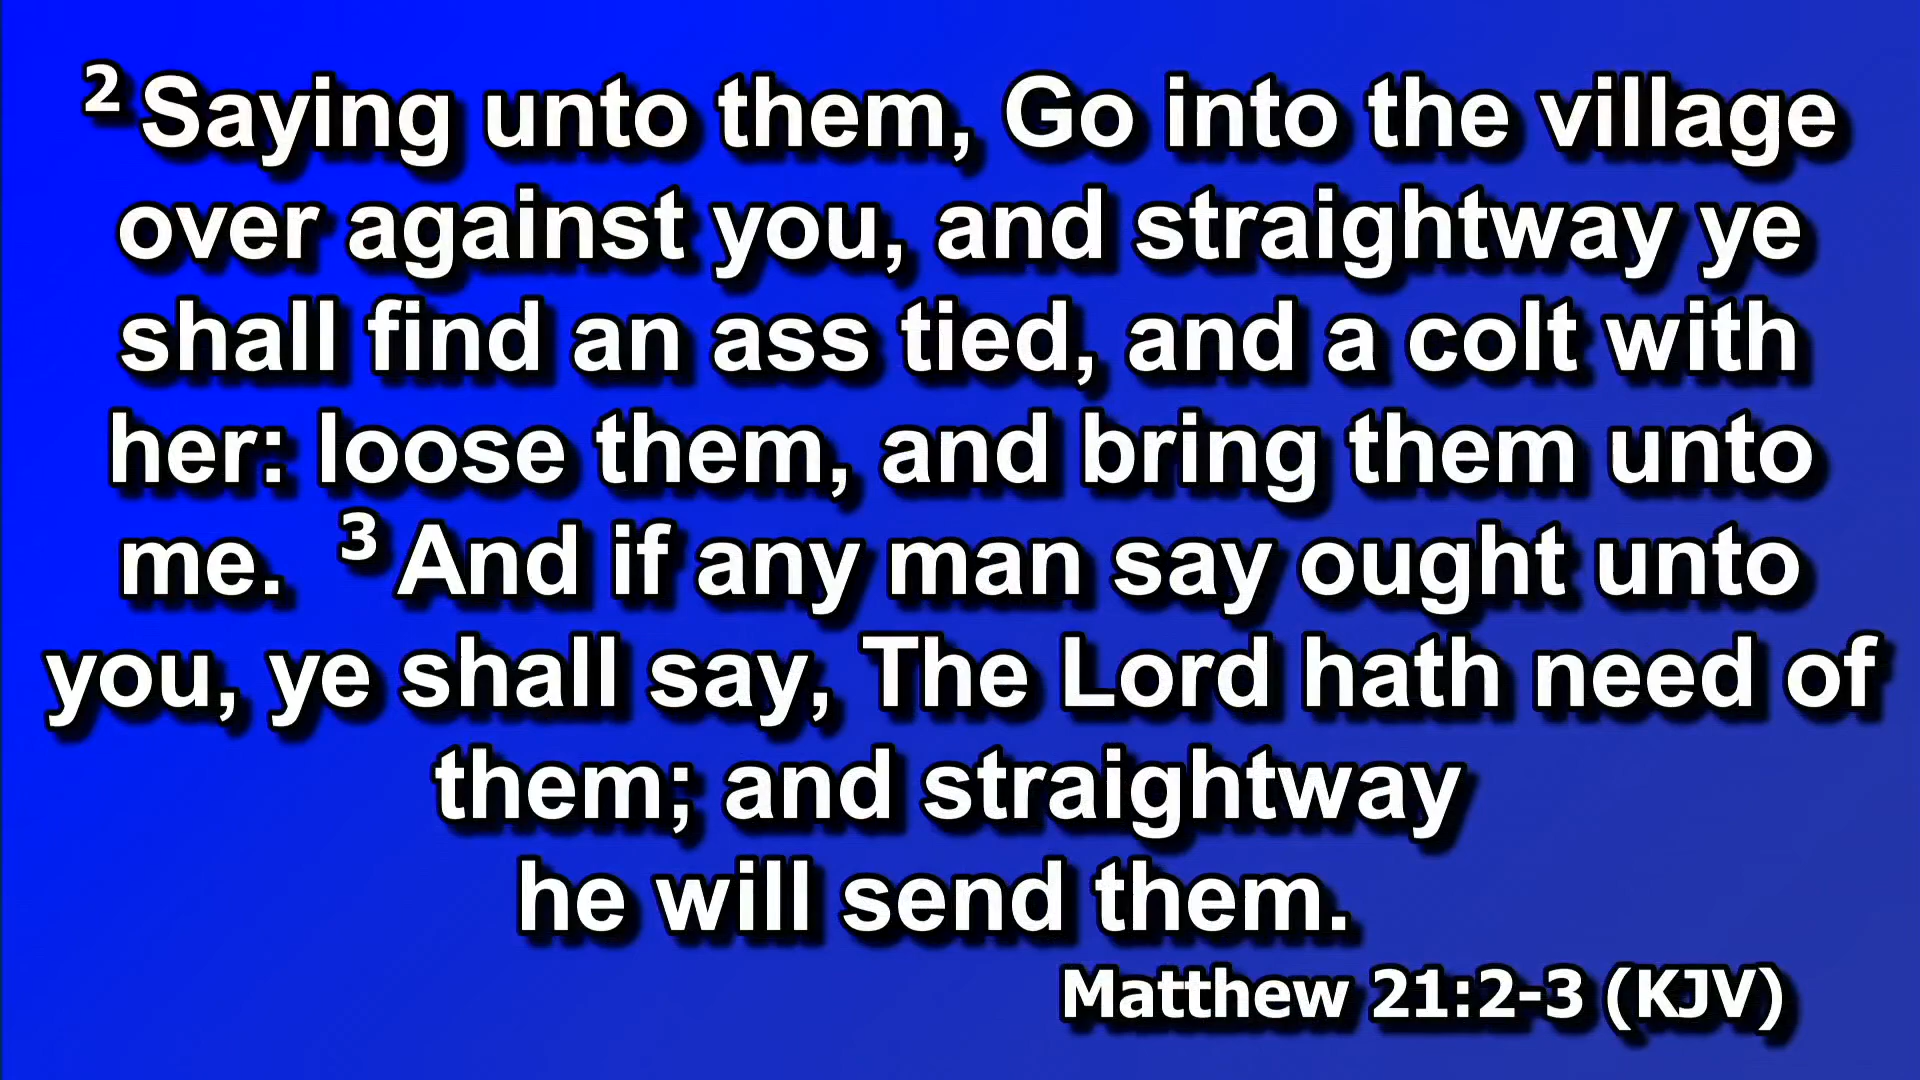 2 Saying unto them, Go into the village
over against you, and straightway ye
shall find an ass tied, and a colt with
her: loose them, and bring them unto
me. 3 And if any man say ought unto
you, ye shall say, The Lord hath need of
them; and straightway
he will send them.
Matthew 21:2-3 (KJV)